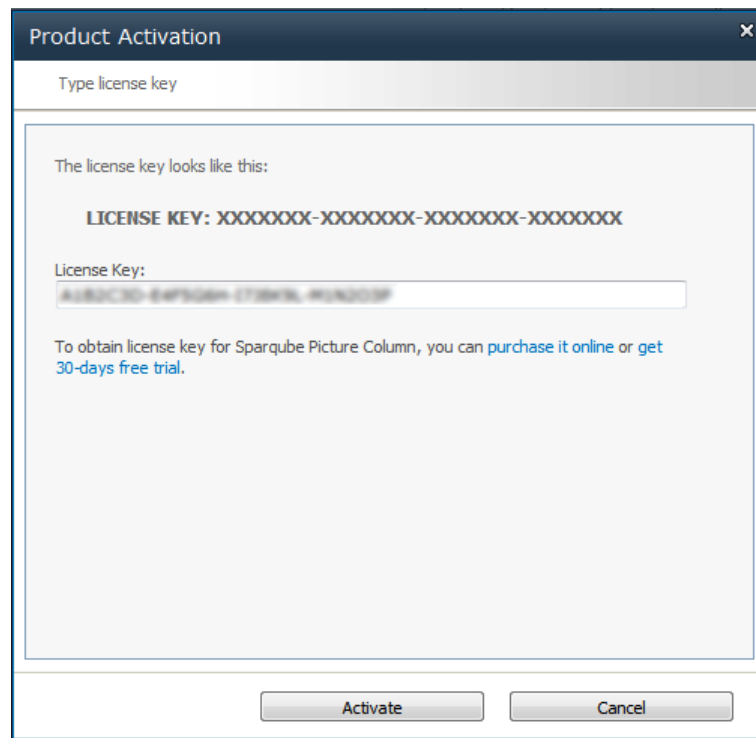 Product Activation
Type license key
The license key looks like this:
LICENSE KEY: XXXXXXX-XXXXXXX-XXXXXXX-XXXXXXX
License Key:
To obtain license key for Sparqube Picture Column, you can purchase it online or get
30-days free trial.
Activate
Cancel